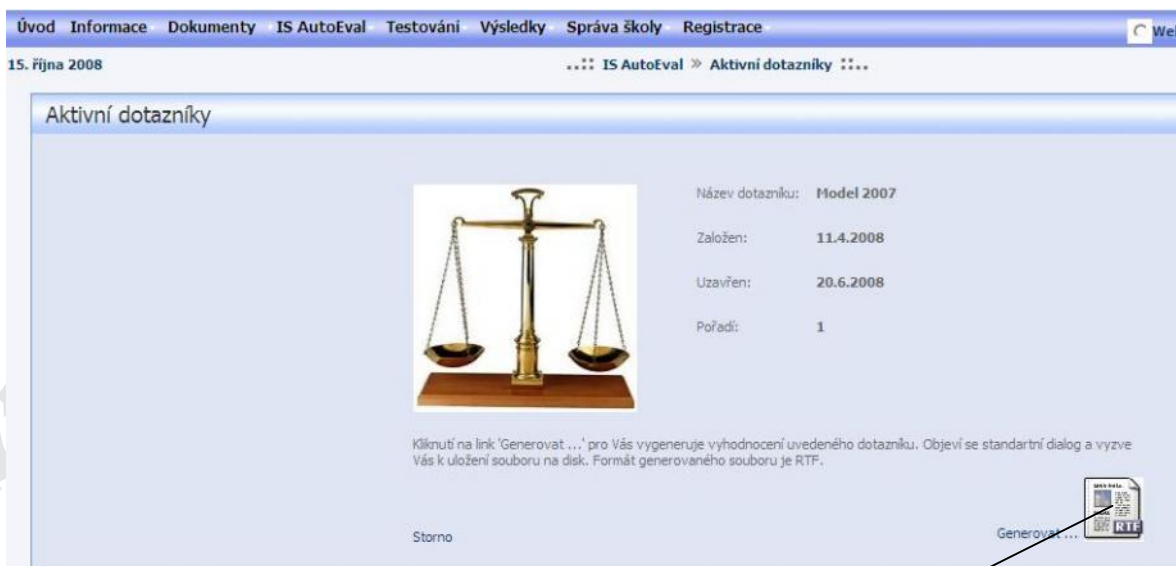 Úvod Informace Dokumenty IS AutoEval Testování Výsledky Správa školy Registrace
15. října 2008 ..:: IS AutoEval » Aktivní dotazníky ::..
Aktivní dotazníky
Název dotazníku: Model 2007
Založen: 11.4.2008
Uzavřen: 20.6.2008
Pořadí: 1
Kliknutí na link 'Generovat ...' pro Vás vygeneruje vyhodnocení uvedeného dotazníku. Objeví se standartní dialog a vyzve
Vás k uložení souboru na disk. Formát generovaného souboru je RTF.
Storno Generovat ... RTF